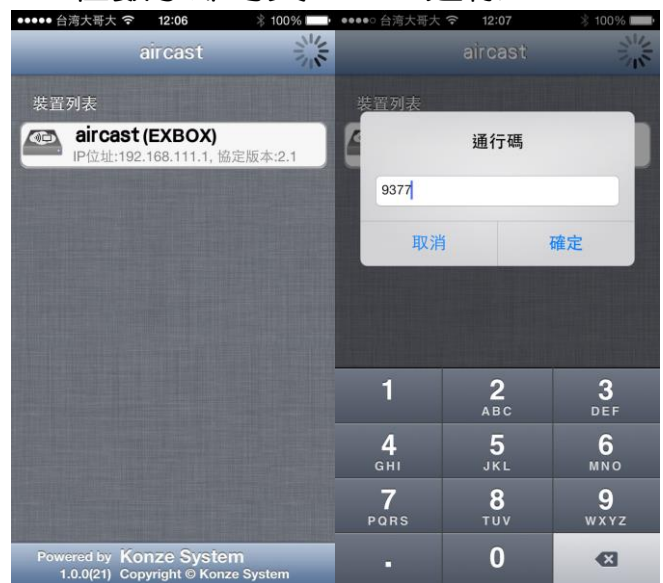 台湾大哥大 12:06 100%
aircast
裝置列表
aircast (EXBOX)
IP位址:192.168.111.1, 協定版本:2.1
Powered by Konze System
1.0.0(21) Copyright © Konze System
台湾大哥大 12:07 100%
aircast
裝置列表
通行碼
9377
取消 確定
1 2 3
ABC DEF
4 5 6
GHI JKL MNO
7 8 9
PQRS TUV WXYZ
. 0